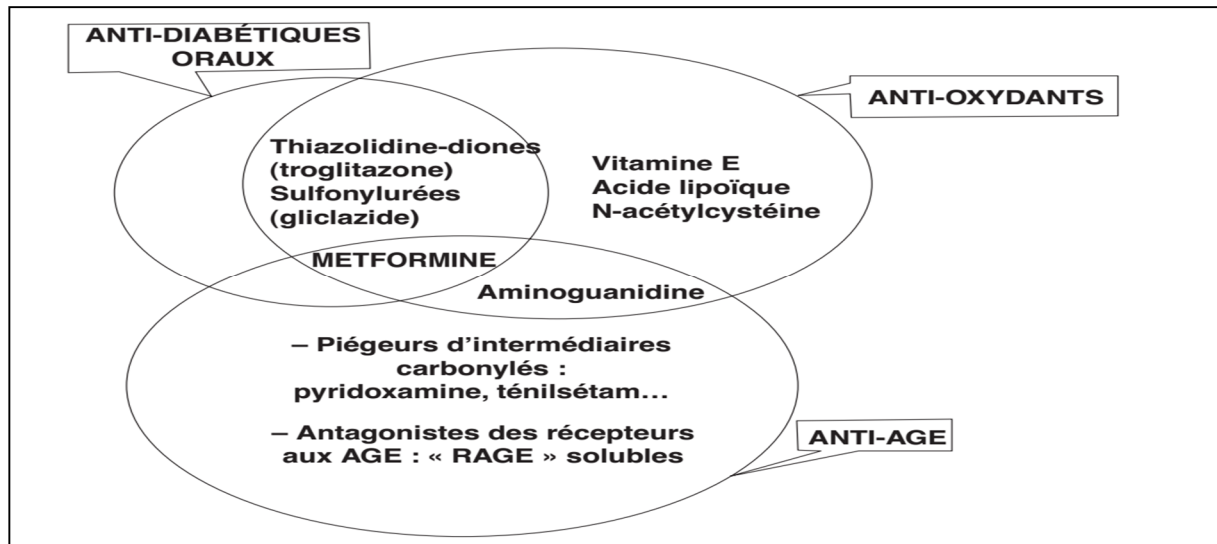 ANTI-DIABÉTIQUES
ORAUX
ANTI-OXYDANTS
Thiazolidine-diones
(troglitazone)
Sulfonylurées
(gliclazide)
Vitamine E
Acide lipoïque
N-acétylcystéine
METFORMINE
Aminoguanidine
– Piégeurs d’intermédiaires
carbonylés :
pyridoxamine, ténilsétam...
– Antagonistes des récepteurs
aux AGE : « RAGE » solubles
ANTI-AGE